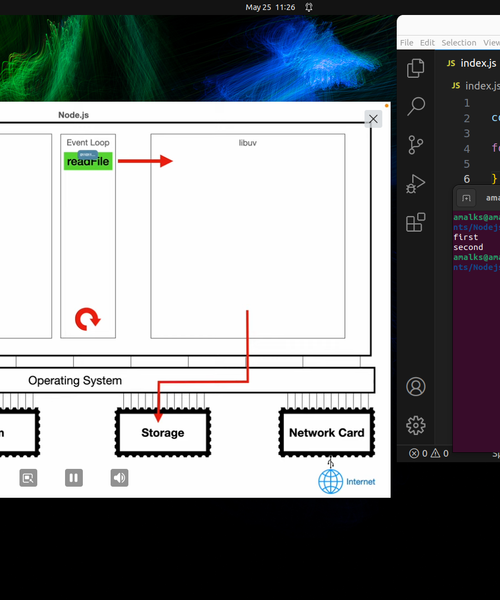 May 25 11:26
Node.js
Event Loop
readFile
libuv
Operating System
Storage
Network Card
Internet
File Edit Selection View
JS index.js
JS index.js
1
2 co
3
4 fo
5
6 }
ama
amalks@ama
nts/Nodej
first
second
amalks@ama
nts/Nodej
0 0 Sp